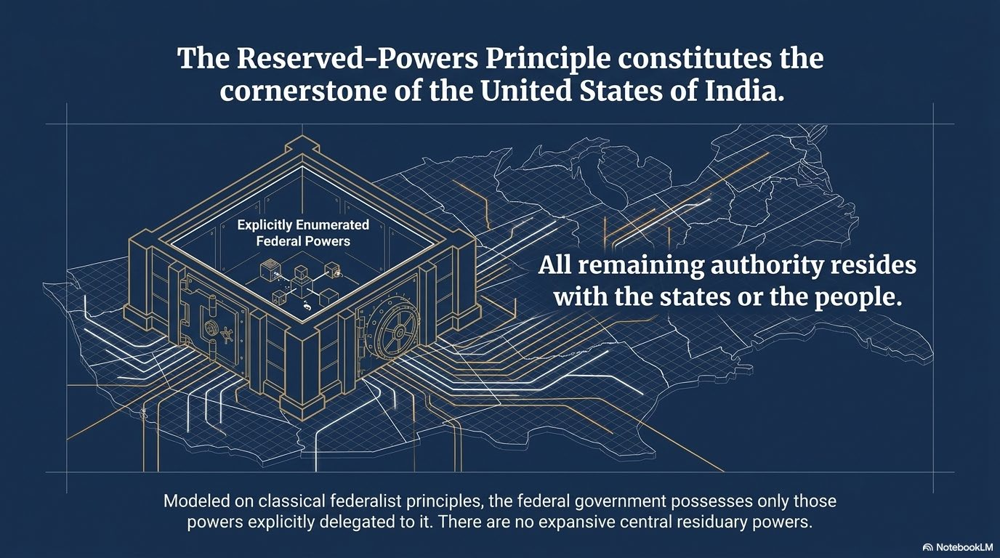 The Reserved-Powers Principle constitutes the
cornerstone of the United States of India.
Explicitly Enumerated
Federal Powers
All remaining authority resides
with the states or the people.
Modeled on classical federalist principles, the federal government possesses only those
powers explicitly delegated to it. There are no expansive central residuary powers.
NotebookLM